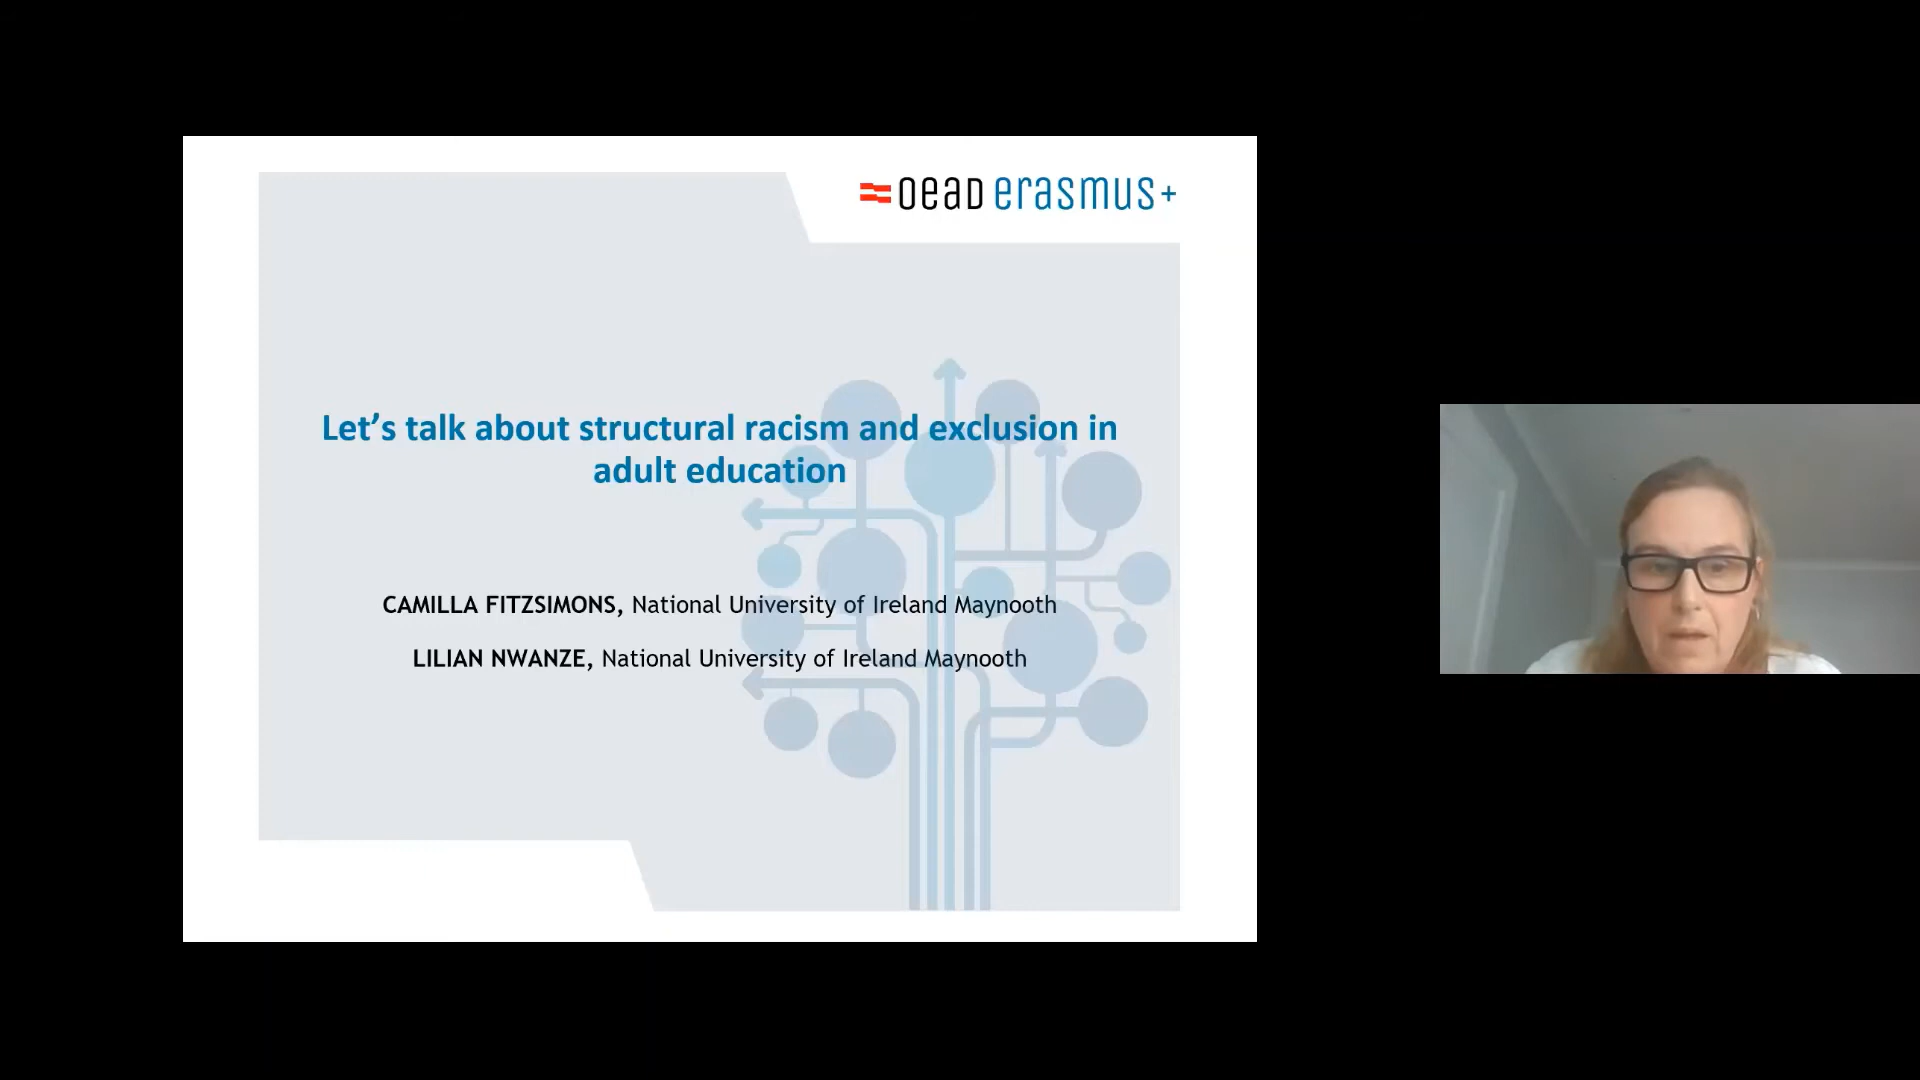 oead erasmus+
Let’s talk about structural racism and exclusion in
adult education
CAMILLA FITZSIMONS, National University of Ireland Maynooth
LILIAN NWANZE, National University of Ireland Maynooth